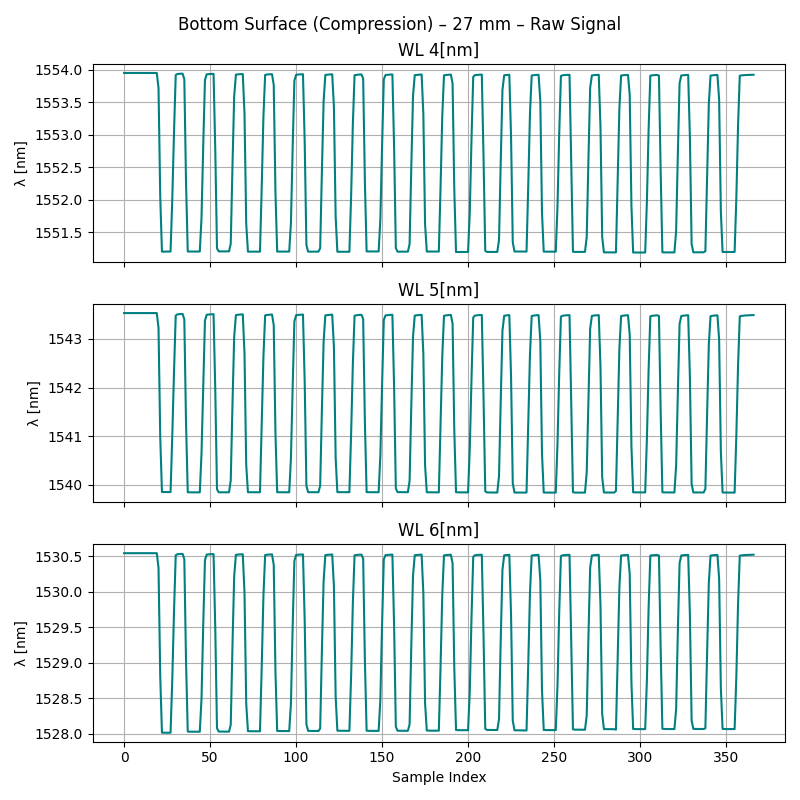 Bottom Surface (Compression) – 27 mm – Raw Signal
WL 4[nm]
1554.0
1553.5
1553.0
1552.5
1552.0
1551.5
λ [nm]
WL 5[nm]
1543
1542
1541
1540
λ [nm]
WL 6[nm]
1530.5
1530.0
1529.5
1529.0
1528.5
1528.0
λ [nm]
0 50 100 150 200 250 300 350
Sample Index